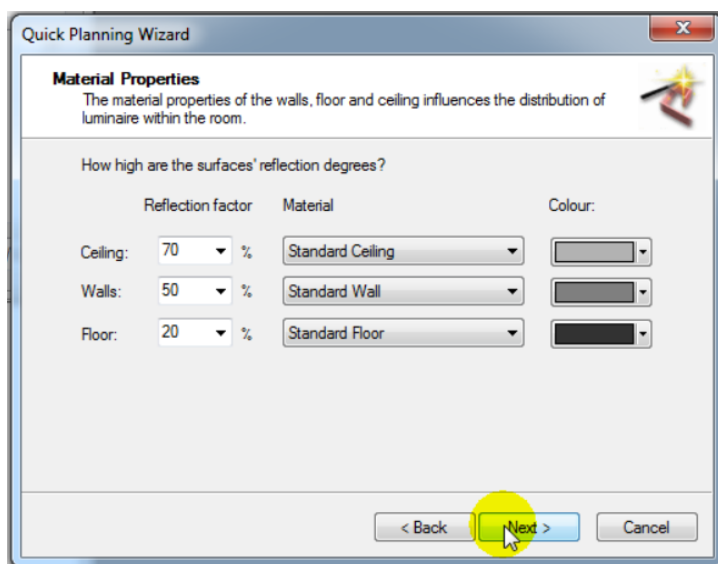 Quick Planning Wizard
Material Properties
The material properties of the walls, floor and ceiling influences the distribution of
luminaire within the room.
How high are the surfaces' reflection degrees?
Reflection factor Material Colour:
Ceiling: 70 % Standard Ceiling
Walls: 50 % Standard Wall
Floor: 20 % Standard Floor
< Back Next > Cancel